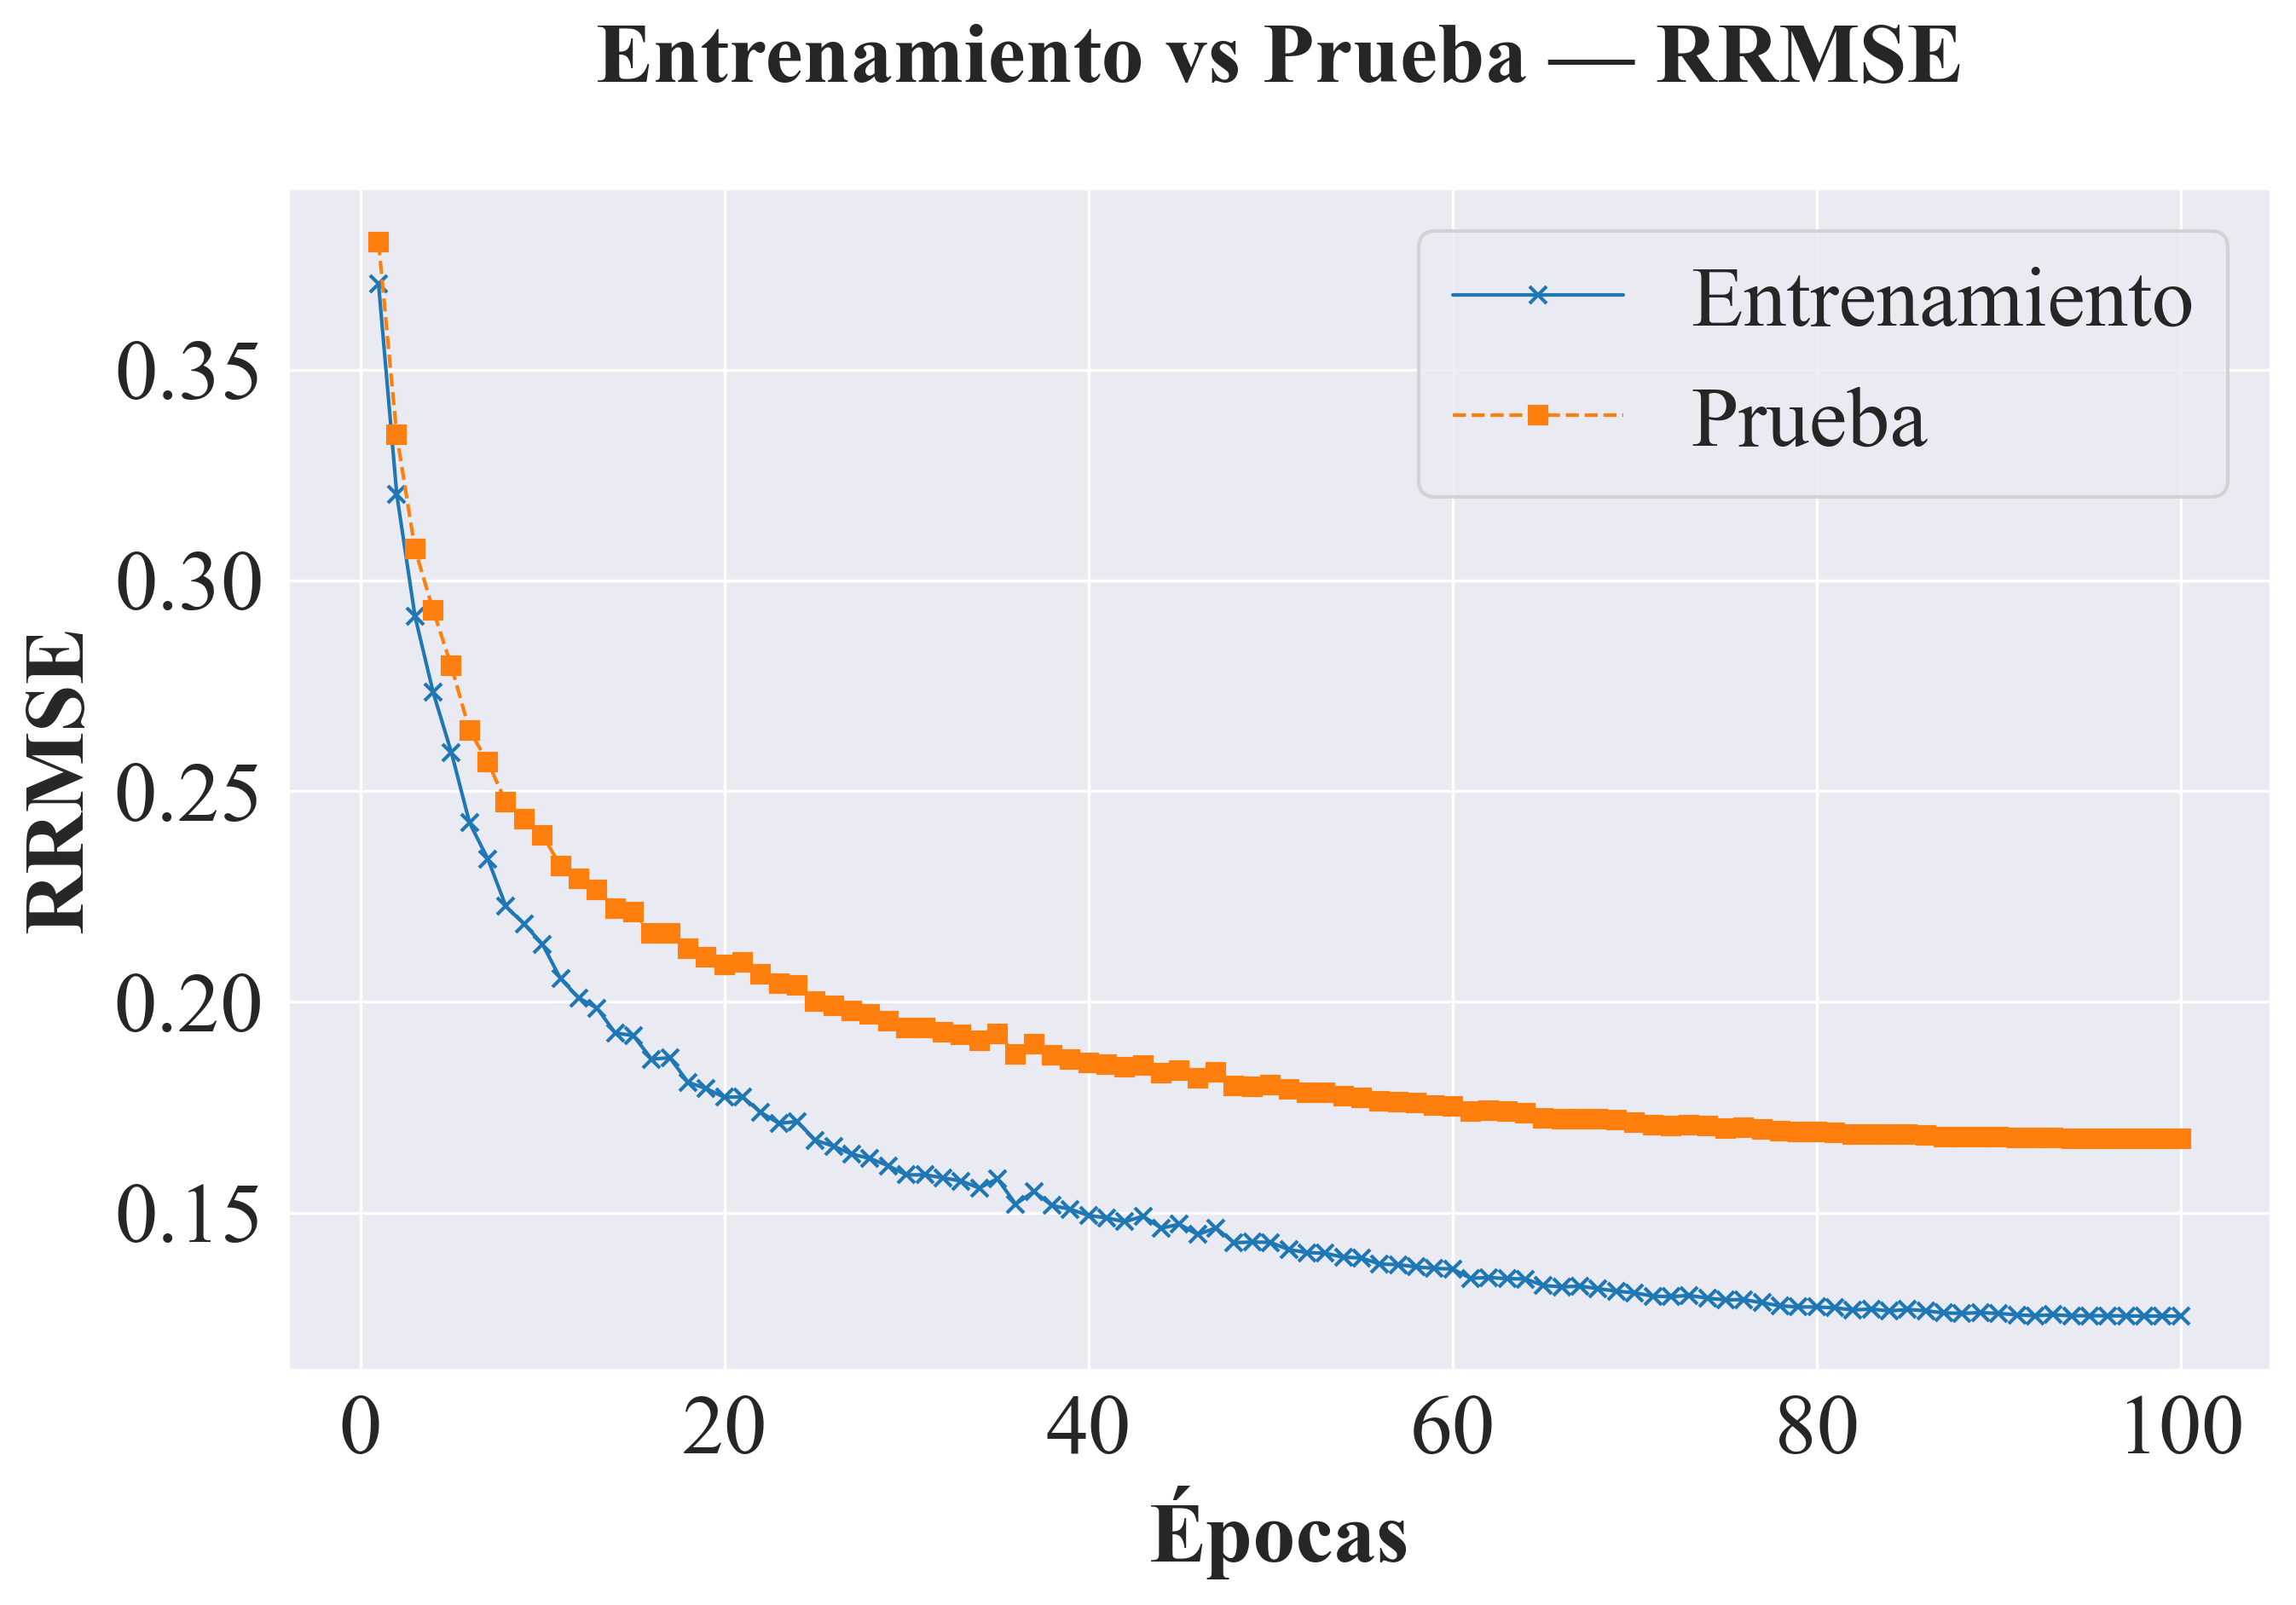 Entrenamiento vs Prueba — RRMSE
Entrenamiento
Prueba
RRMSE
0.35
0.30
0.25
0.20
0.15
0 20 40 60 80 100
Épocas